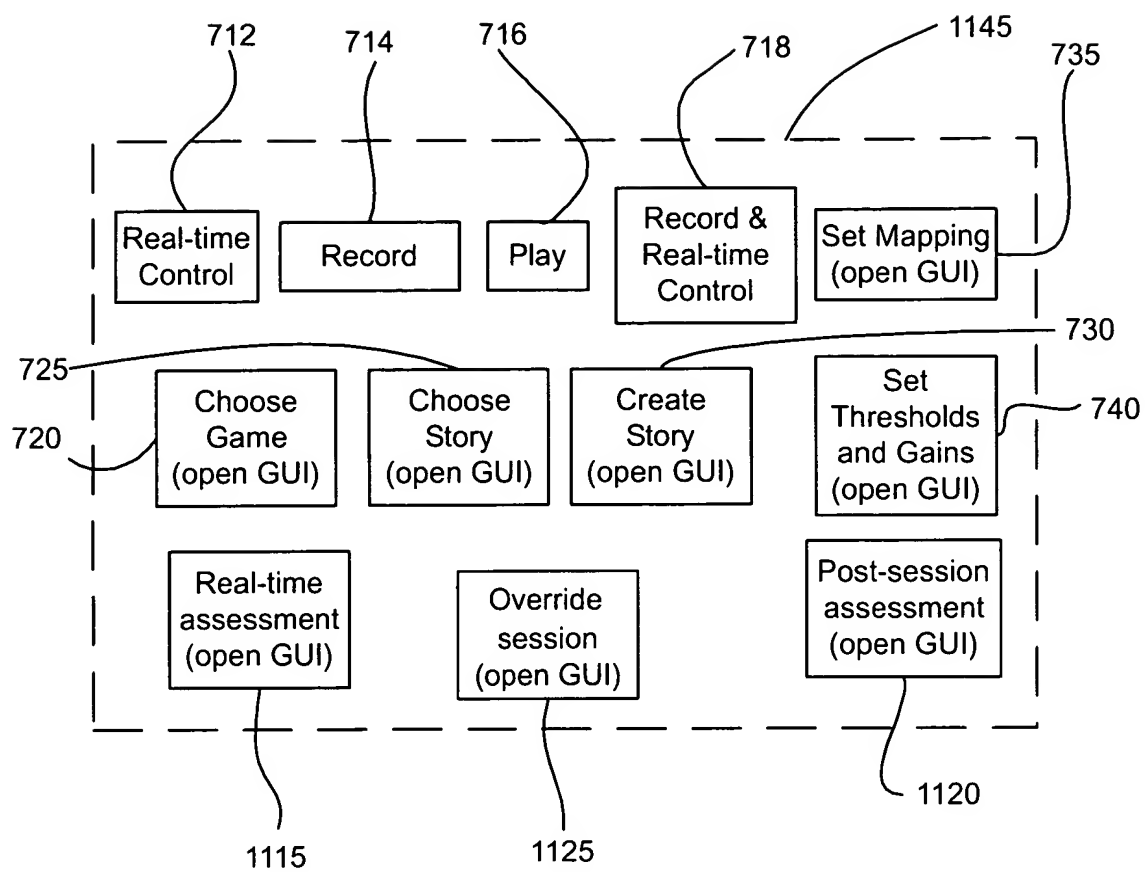 712
714
716
718
1145
735
Real-time
Control
Record
Play
Record &
Real-time
Control
Set Mapping
(open GUI)
725
730
720
Choose
Game
(open GUI)
Choose
Story
(open GUI)
Create
Story
(open GUI)
Set
Thresholds
and Gains
(open GUI)
740
Real-time
assessment
(open GUI)
Override
session
(open GUI)
Post-session
assessment
(open GUI)
1115
1125
1120